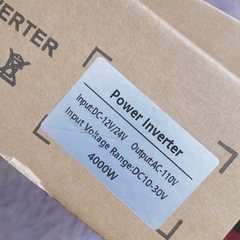 ERTER
Power Inverter
Input:DC-12V/24V Output:AC-110V
Input Voltage Range:DC10-30V
4000W